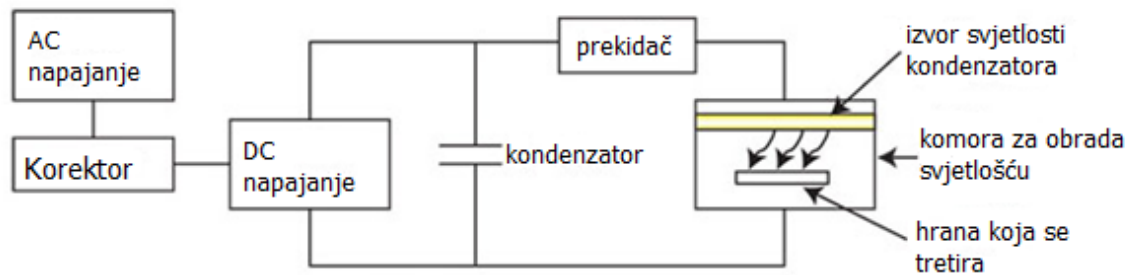 AC
napajanje
Korektor
DC
napajanje
kondenzator
prekidač
izvor svjetlosti
kondenzatora
komora za obrada
svjetlošću
hrana koja se
tretira